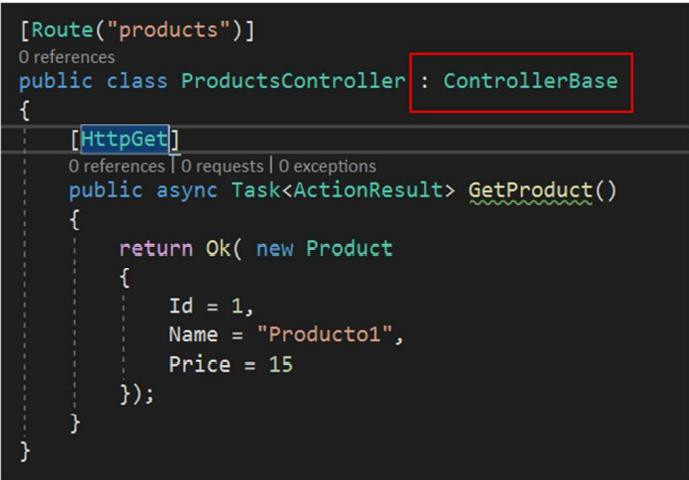 [Route("products")]
0 references
public class ProductsController : ControllerBase
{
[HttpGet]
0 references | 0 requests | 0 exceptions
public async Task<ActionResult> GetProduct()
{
return Ok( new Product
{
Id = 1,
Name = "Producto1",
Price = 15
});
}
}